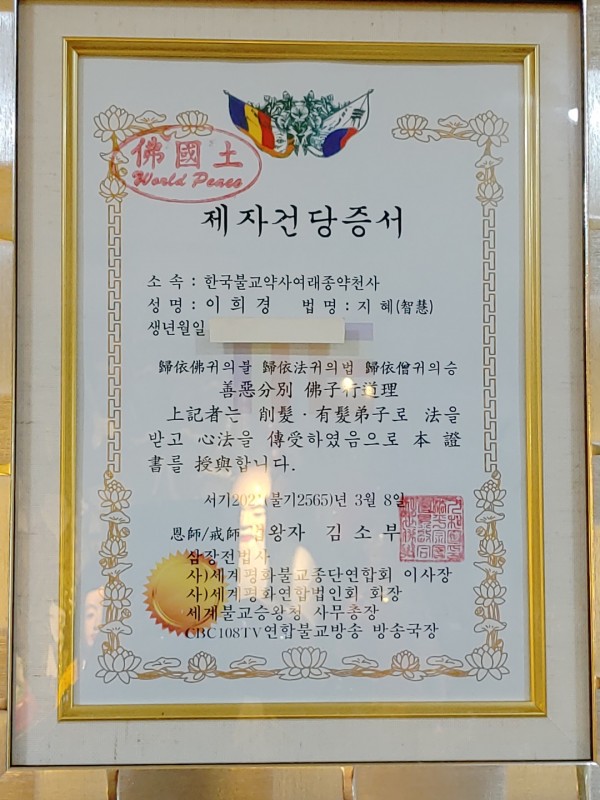 佛國土
World Peace
제자건당증서
소 속 : 한국불교약사여래종약천사
성 명 : 이 희 경 법 명 : 지 혜(智慧)
생년월일
歸依佛귀의불 歸依法귀의법 歸依僧귀의승
善惡分別 佛子行道理
上記者는 削髮 · 有髮弟子로 法을
받고 心法을 傳受하였음으로 本 證
書를 授與합니다.
(불기2565)년 3월 8일
恩師/戒師 김 소 부
삼장전법사
사)세계평화불교종단연합회 이사장
사)세계평화연합법인회 회장
세계불교승왕청 사무총장
CBC108TV연합불교방송 방송국장